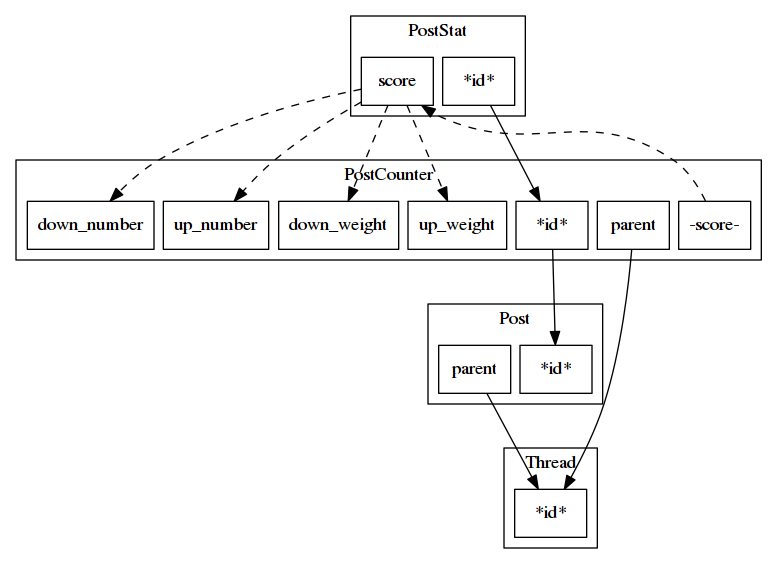 PostStat
score
*id*
PostCounter
down_number
up_number
down_weight
up_weight
*id*
parent
-score-
Post
parent
*id*
Thread
*id*